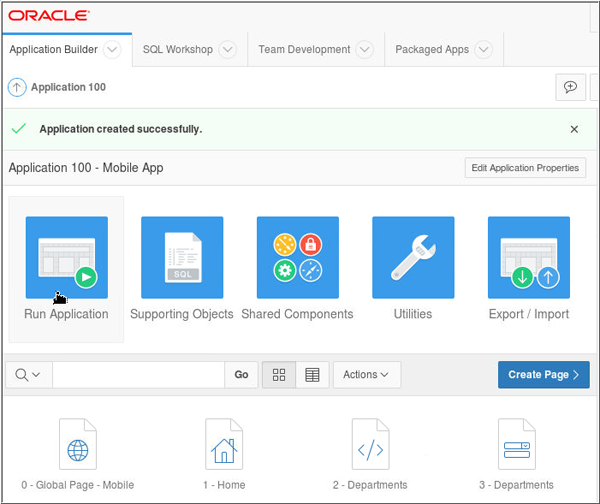 ORACLE
Application Builder SQL Workshop Team Development Packaged Apps
Application 100
Application created successfully.
Application 100 - Mobile App Edit Application Properties
SQL
Run Application Supporting Objects Shared Components Utilities Export / Import
Go Actions Create Page
0 - Global Page - Mobile 1 - Home 2 - Departments 3 - Departments